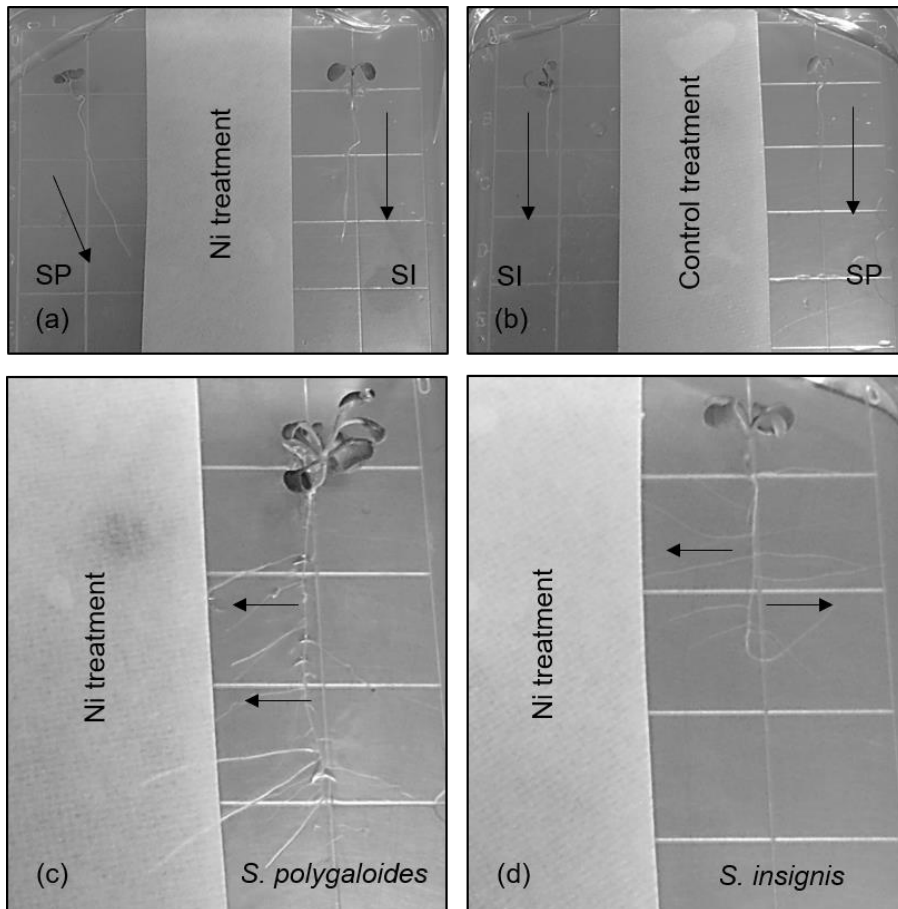 Ni treatment
SP
SI
(a)
Control treatment
SI
SP
(b)
Ni treatment
(c)
S. polygaloides
Ni treatment
(d)
S. insignis